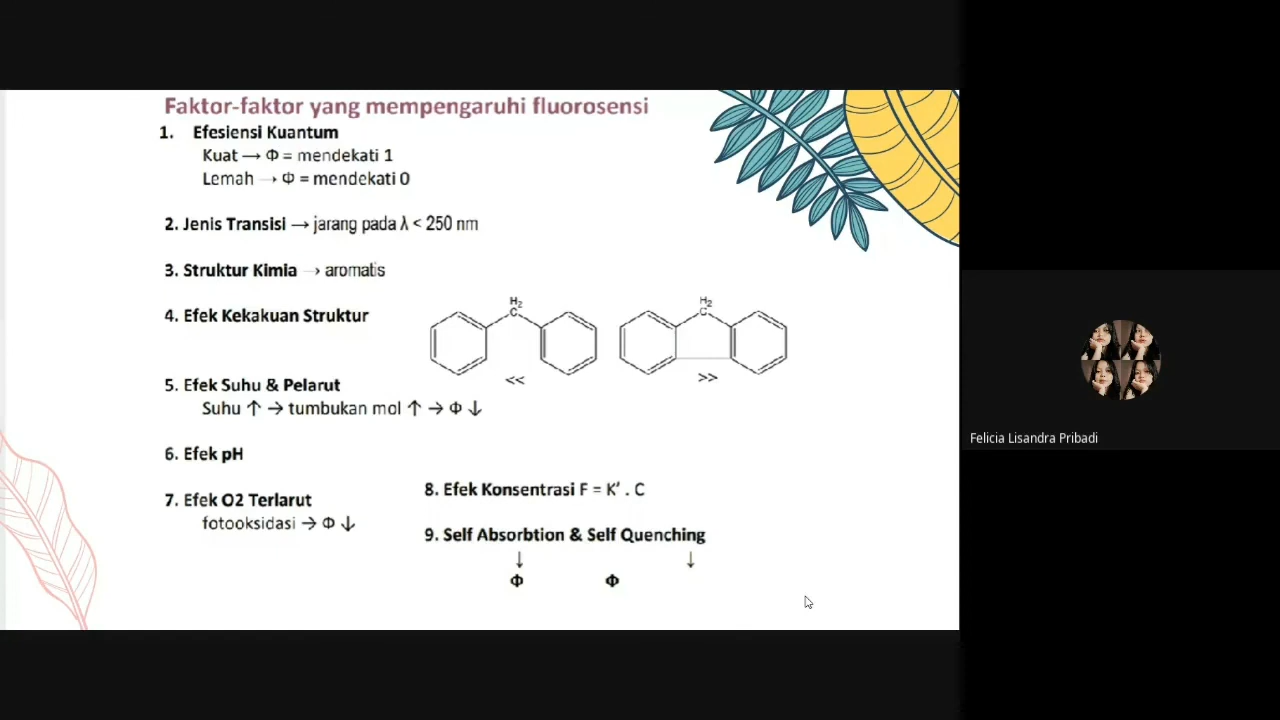 Faktor-faktor yang mempengaruhi fluorosensi
1. Efesiensi Kuantum
Kuat → Φ = mendekati 1
Lemah → Φ = mendekati 0
2. Jenis Transisi → jarang pada λ < 250 nm
3. Struktur Kimia → aromatis
4. Efek Kekakuan Struktur
H₂
C
<<
H₂
C
>>
5. Efek Suhu & Pelarut
Suhu ↑ → tumbukan mol ↑ → Φ ↓
6. Efek pH
7. Efek O2 Terlarut
fotooksidasi → Φ ↓
8. Efek Konsentrasi F = K’ . C
9. Self Absorbtion & Self Quenching
↓ ↓
Φ Φ
Felicia Lisandra Pribadi